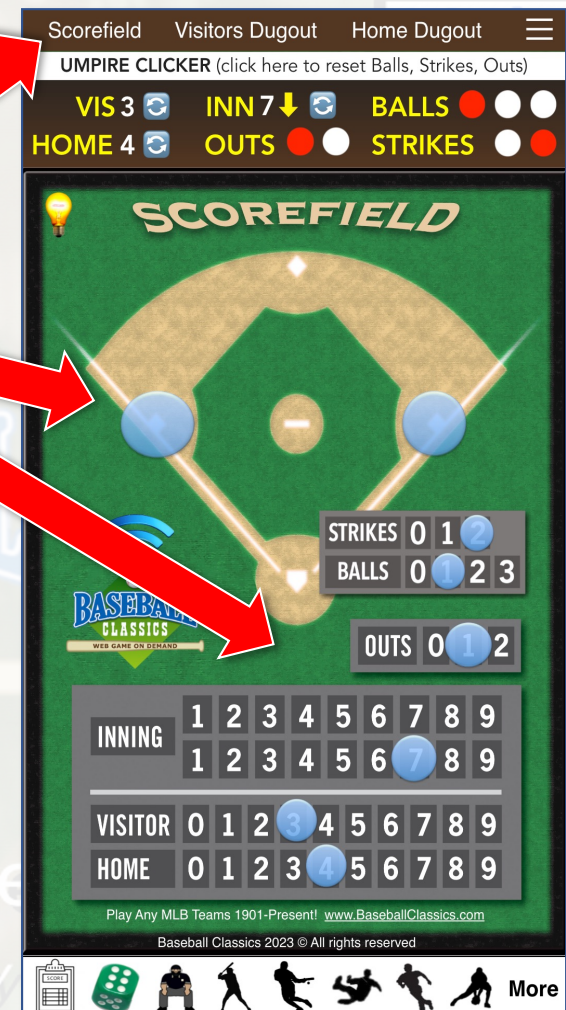 Scorefield Visitors Dugout Home Dugout
UMPIRE CLICKER (click here to reset Balls, Strikes, Outs)
VIS 3 INN 7 BALLS
HOME 4 OUTS STRIKES
SCOREFIELD
STRIKES 0 1 2
BALLS 0 1 2 3
BASEBALL
CLASSICS
WEB GAME ON DEMAND
OUTS 0 1 2
1 2 3 4 5 6 7 8 9
INNING
1 2 3 4 5 6 7 8 9
VISITOR 0 1 2 3 4 5 6 7 8 9
HOME 0 1 2 3 4 5 6 7 8 9
Play Any MLB Teams 1901-Present! www.BaseballClassics.com
Baseball Classics 2023 © All rights reserved
SCORE
More